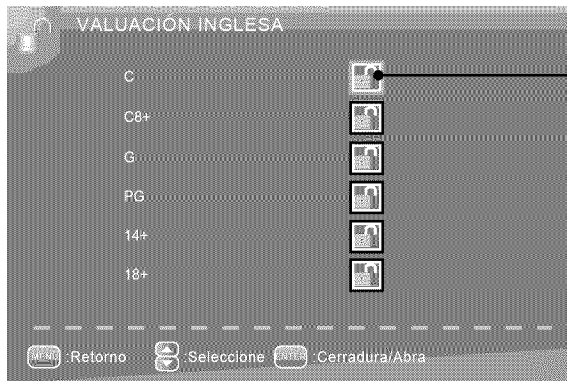 VALUACION INGLESA
C
C8+
G
PG
14+
18+
MENU :Retorno :Seleccione ENTER :Cerradura/Abra